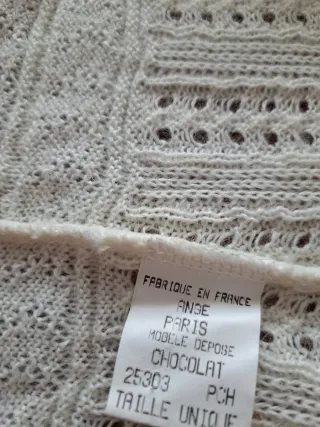 FABRIQUE EN FRANCE
ANGE
PARIS
MODELE DEPOSE
CHOCOLAT
25303 PCH
TAILLE UNIQUE